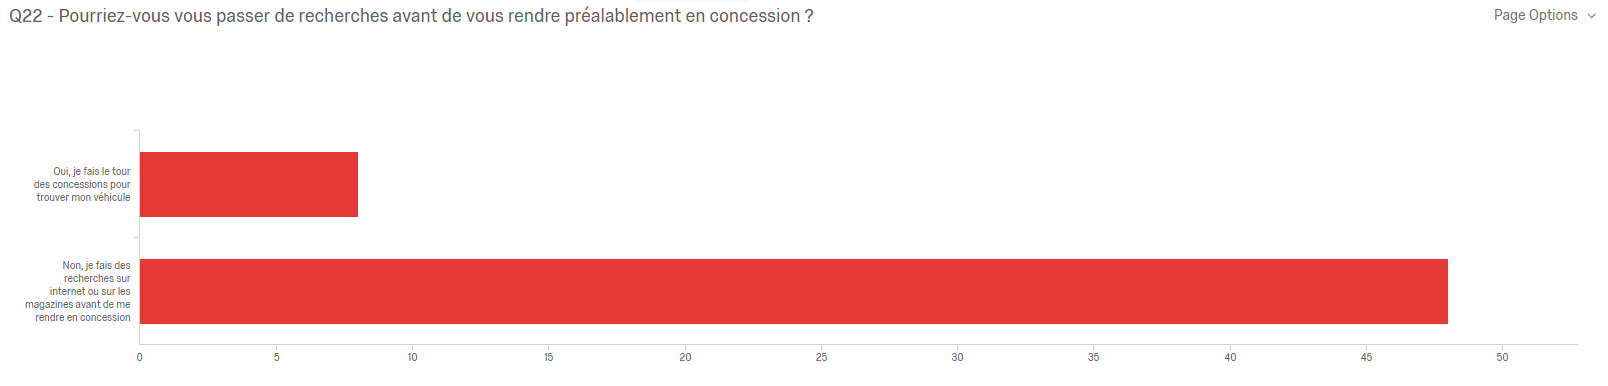 Q22 - Pourriez-vous vous passer de recherches avant de vous rendre préalablement en concession ?
Page Options
Oui, je fais le tour
des concessions pour
trouver mon véhicule
Non, je fais des
recherches sur
internet ou sur les
magazines avant de me
rendre en concession
0 5 10 15 20 25 30 35 40 45 50